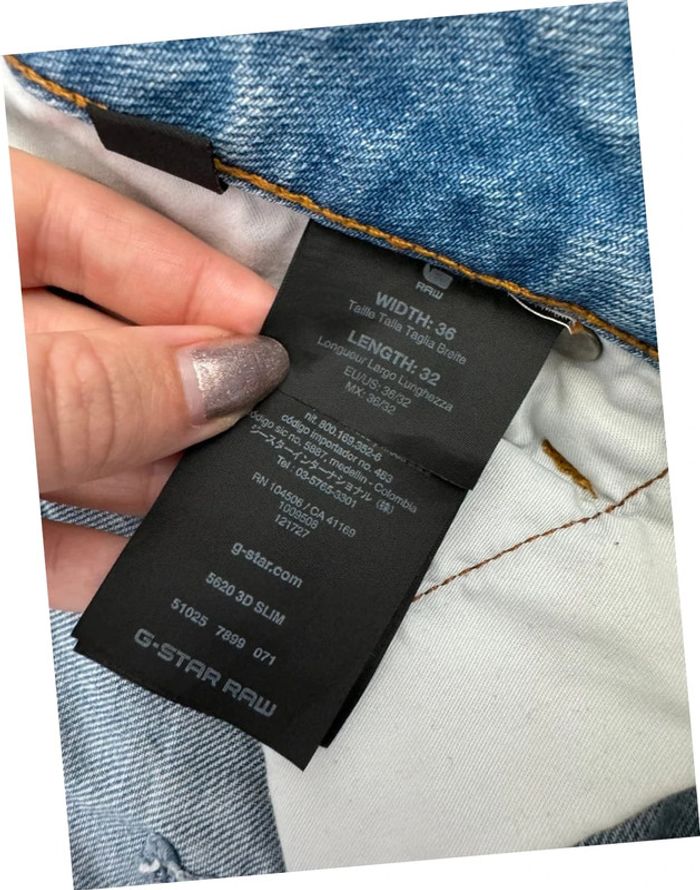 RAW
WIDTH: 36
Taille Talla Taglia Breite
LENGTH: 32
Longueur Largo Lunghezza
EU/US: 36/32
MX: 36/32
nit. 800.169.352-6
código importador no. 483
código sic no. 5987, medellin - Colombia
ジースターインターナショナル (株)
Tel : 03-5765-3301
RN 104506 / CA 41169
1009508
121727
g-star.com
5620 3D SLIM
51025 7899 071
G-STAR RAW